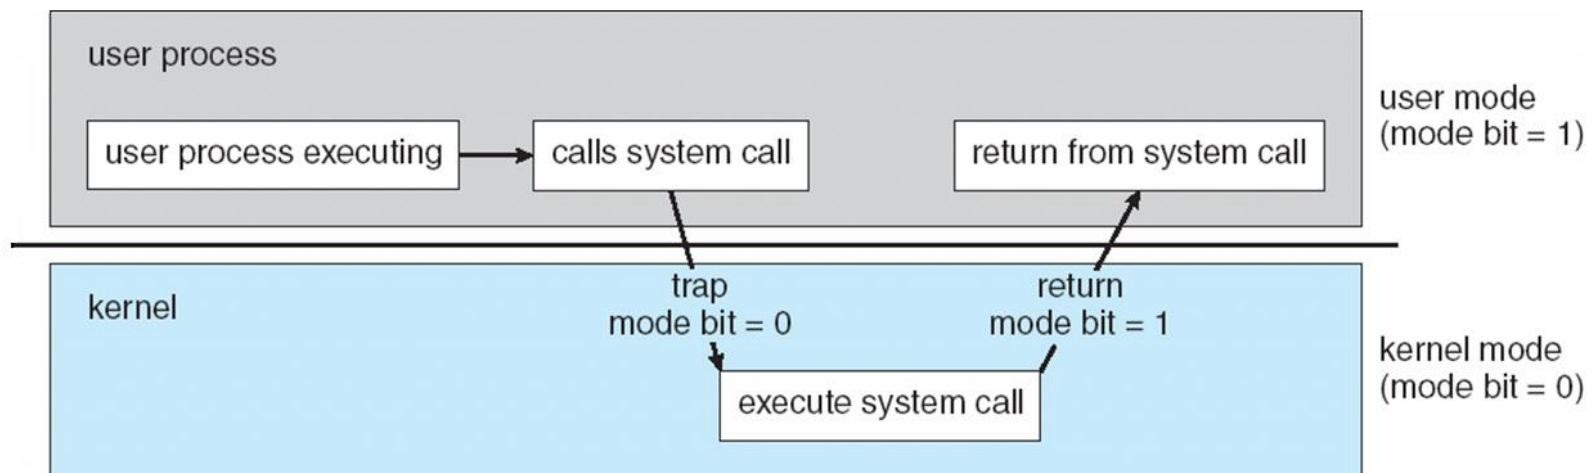 user process
user process executing
calls system call
return from system call
user mode
(mode bit = 1)
kernel
trap
mode bit = 0
return
mode bit = 1
execute system call
kernel mode
(mode bit = 0)